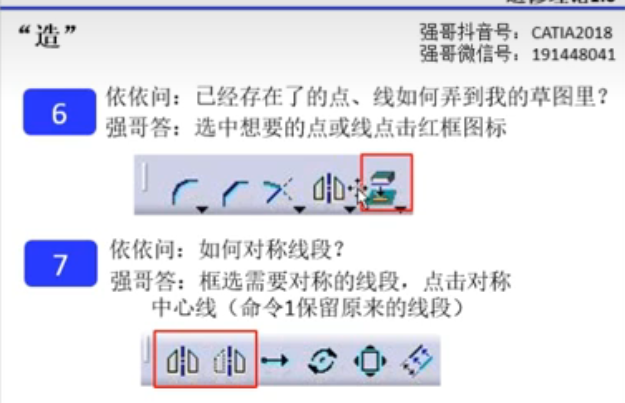 “造”
强哥抖音号：CATIA2018
强哥微信号：191448041
6
依依问：已经存在了的点、线如何弄到我的草图里？
强哥答：选中想要的点或线点击红框图标
7
依依问：如何对称线段？
强哥答：框选需要对称的线段，点击对称
中心线（命令1保留原来的线段）